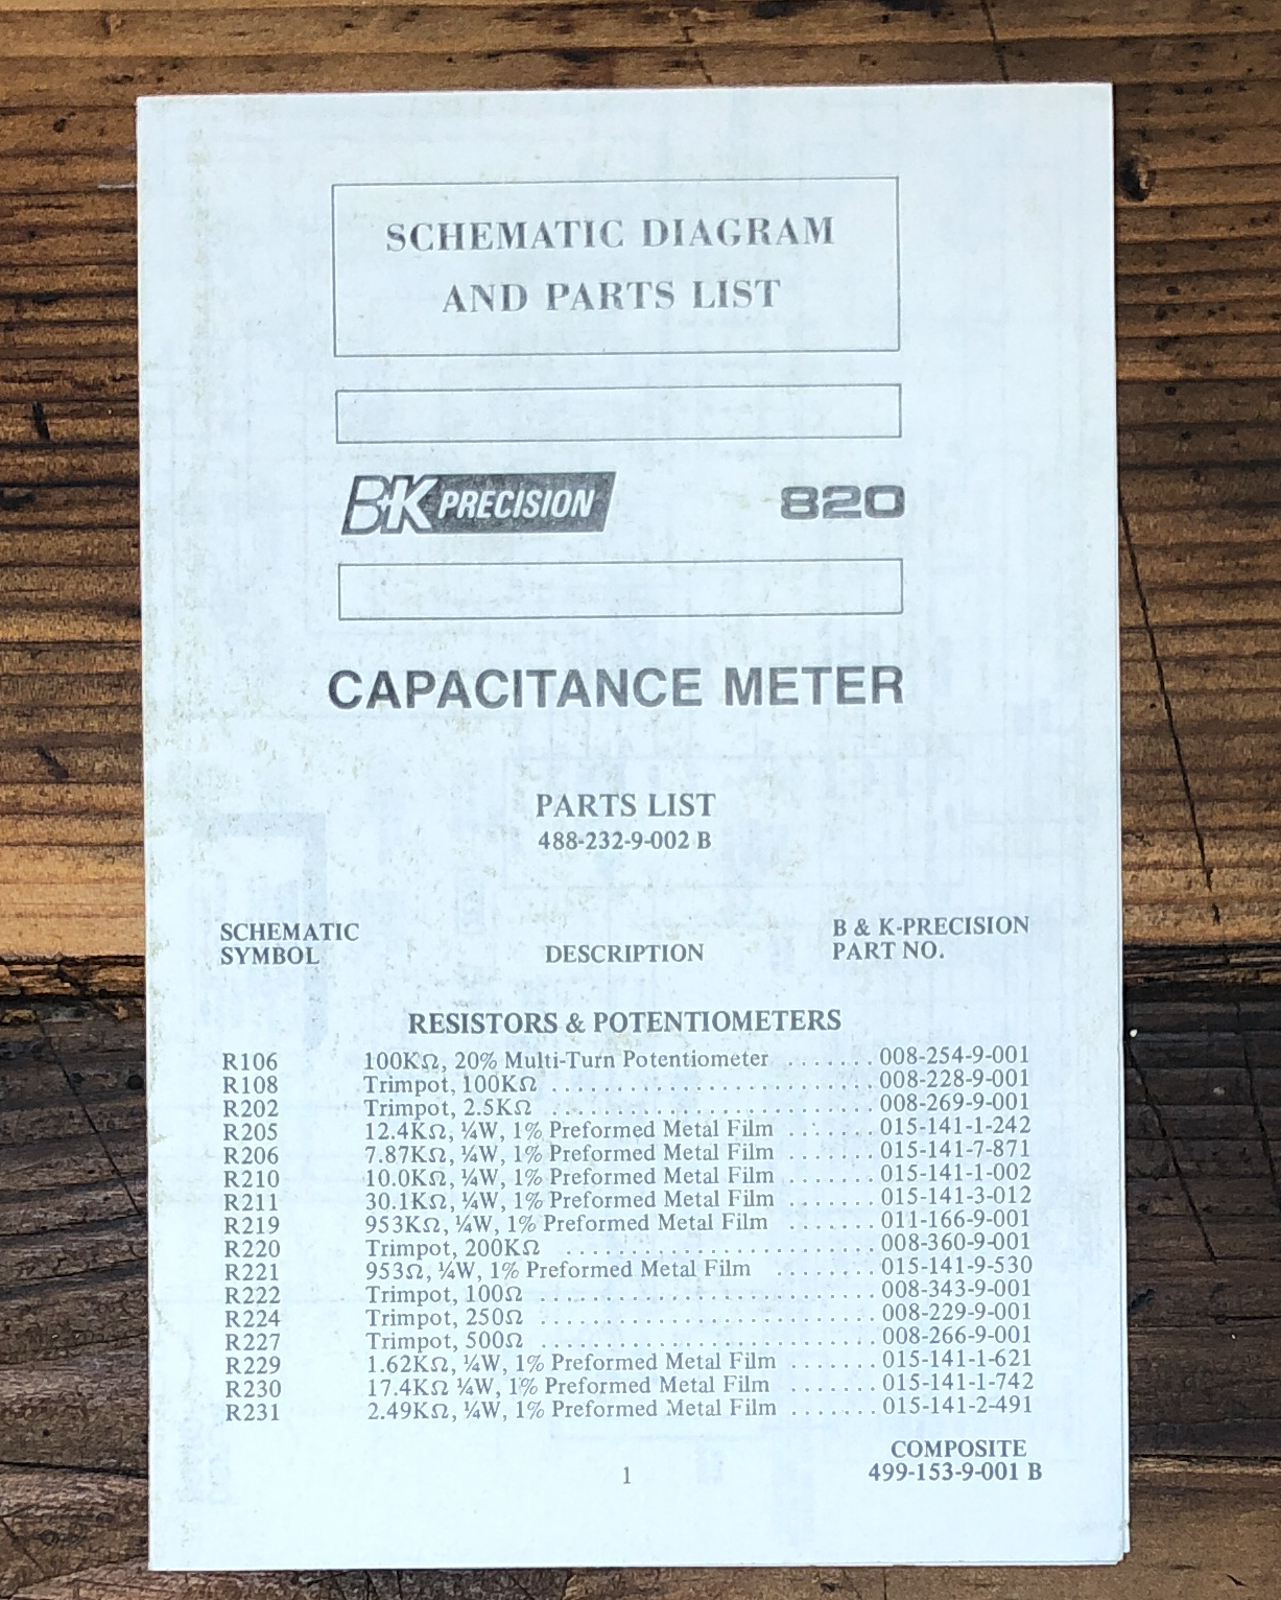 SCHEMATIC DIAGRAM
AND PARTS LIST
B+K PRECISION 820
CAPACITANCE METER
PARTS LIST
488-232-9-002 B
SCHEMATIC
SYMBOL
DESCRIPTION
B & K-PRECISION
PART NO.
RESISTORS & POTENTIOMETERS
R106 100KΩ, 20% Multi-Turn Potentiometer ....... 008-254-9-001
R108 Trimpot, 100KΩ ......................... 008-228-9-001
R202 Trimpot, 2.5KΩ ......................... 008-269-9-001
R205 12.4KΩ, ¼W, 1% Preformed Metal Film ....... 015-141-1-242
R206 7.87KΩ, ¼W, 1% Preformed Metal Film ....... 015-141-7-871
R210 10.0KΩ, ¼W, 1% Preformed Metal Film ....... 015-141-1-002
R211 30.1KΩ, ¼W, 1% Preformed Metal Film ....... 015-141-3-012
R219 953KΩ, ¼W, 1% Preformed Metal Film ....... 011-166-9-001
R220 Trimpot, 200KΩ ........................ 008-360-9-001
R221 953Ω, ¼W, 1% Preformed Metal Film ........ 015-141-9-530
R222 Trimpot, 100Ω .......................... 008-343-9-001
R224 Trimpot, 250Ω .......................... 008-229-9-001
R227 Trimpot, 500Ω .......................... 008-266-9-001
R229 1.62KΩ, ¼W, 1% Preformed Metal Film ....... 015-141-1-621
R230 17.4KΩ ¼W, 1% Preformed Metal Film ....... 015-141-1-742
R231 2.49KΩ, ¼W, 1% Preformed Metal Film ....... 015-141-2-491
COMPOSITE
499-153-9-001 B
1